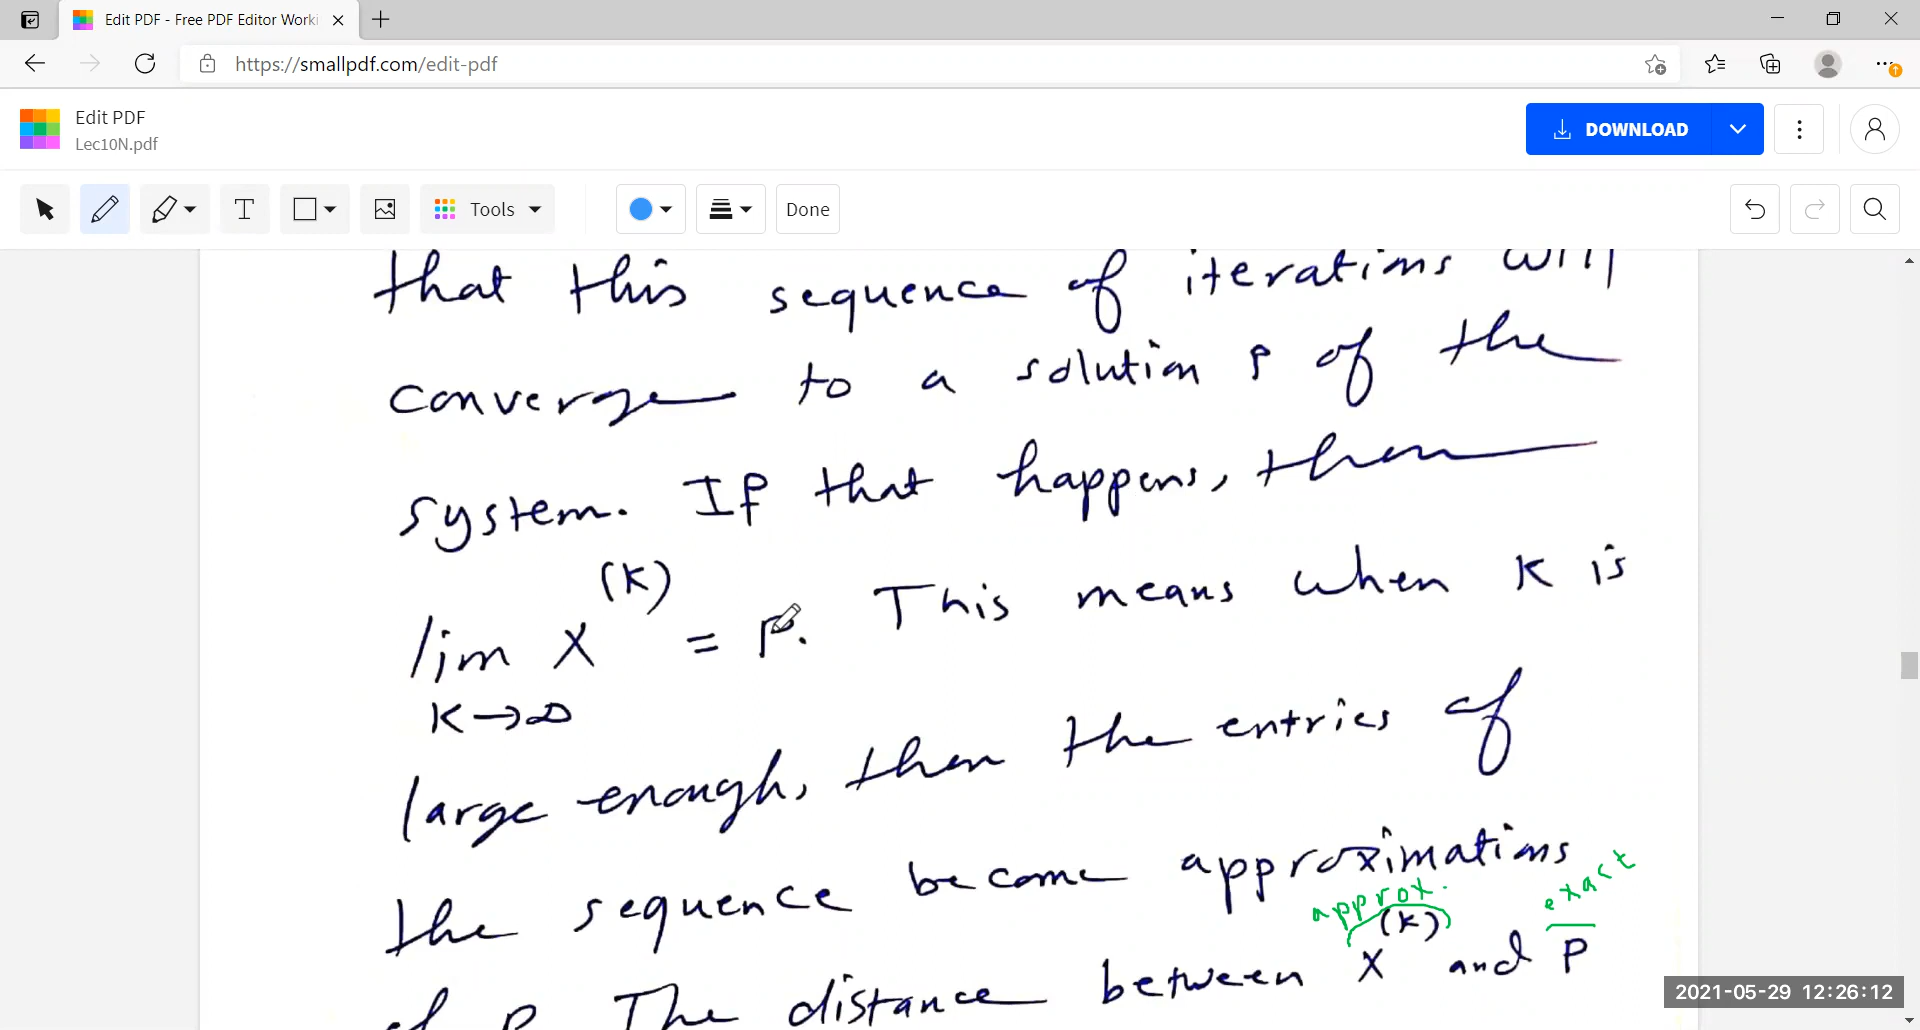 Edit PDF - Free PDF Editor Worki
https://smallpdf.com/edit-pdf
Edit PDF
Lec10N.pdf
DOWNLOAD
T
Tools
Done
that this sequence of iterations will
converge to a solution P of the
system. If that happens, then
lim X^(K) = P. This means when K is
K→∞
large enough, then the entries of
the sequence become approximations
approx. exact
of P. The distance between X^(K) and P
2021-05-29 12:26:12